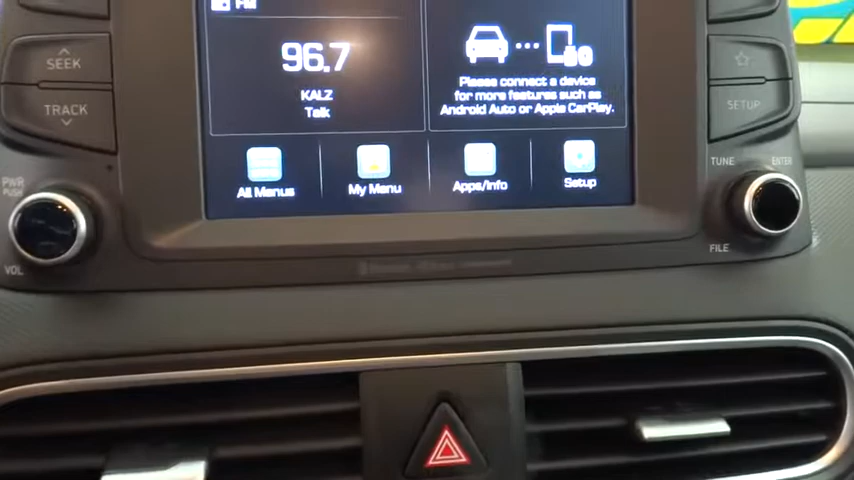 FM
SEEK
TRACK
PWR
PUSH
VOL
96.7
KALZ
Talk
Please connect a device
for more features such as
Android Auto or Apple CarPlay.
All Menus
My Menu
Apps/Info
Setup
SETUP
TUNE
ENTER
FILE